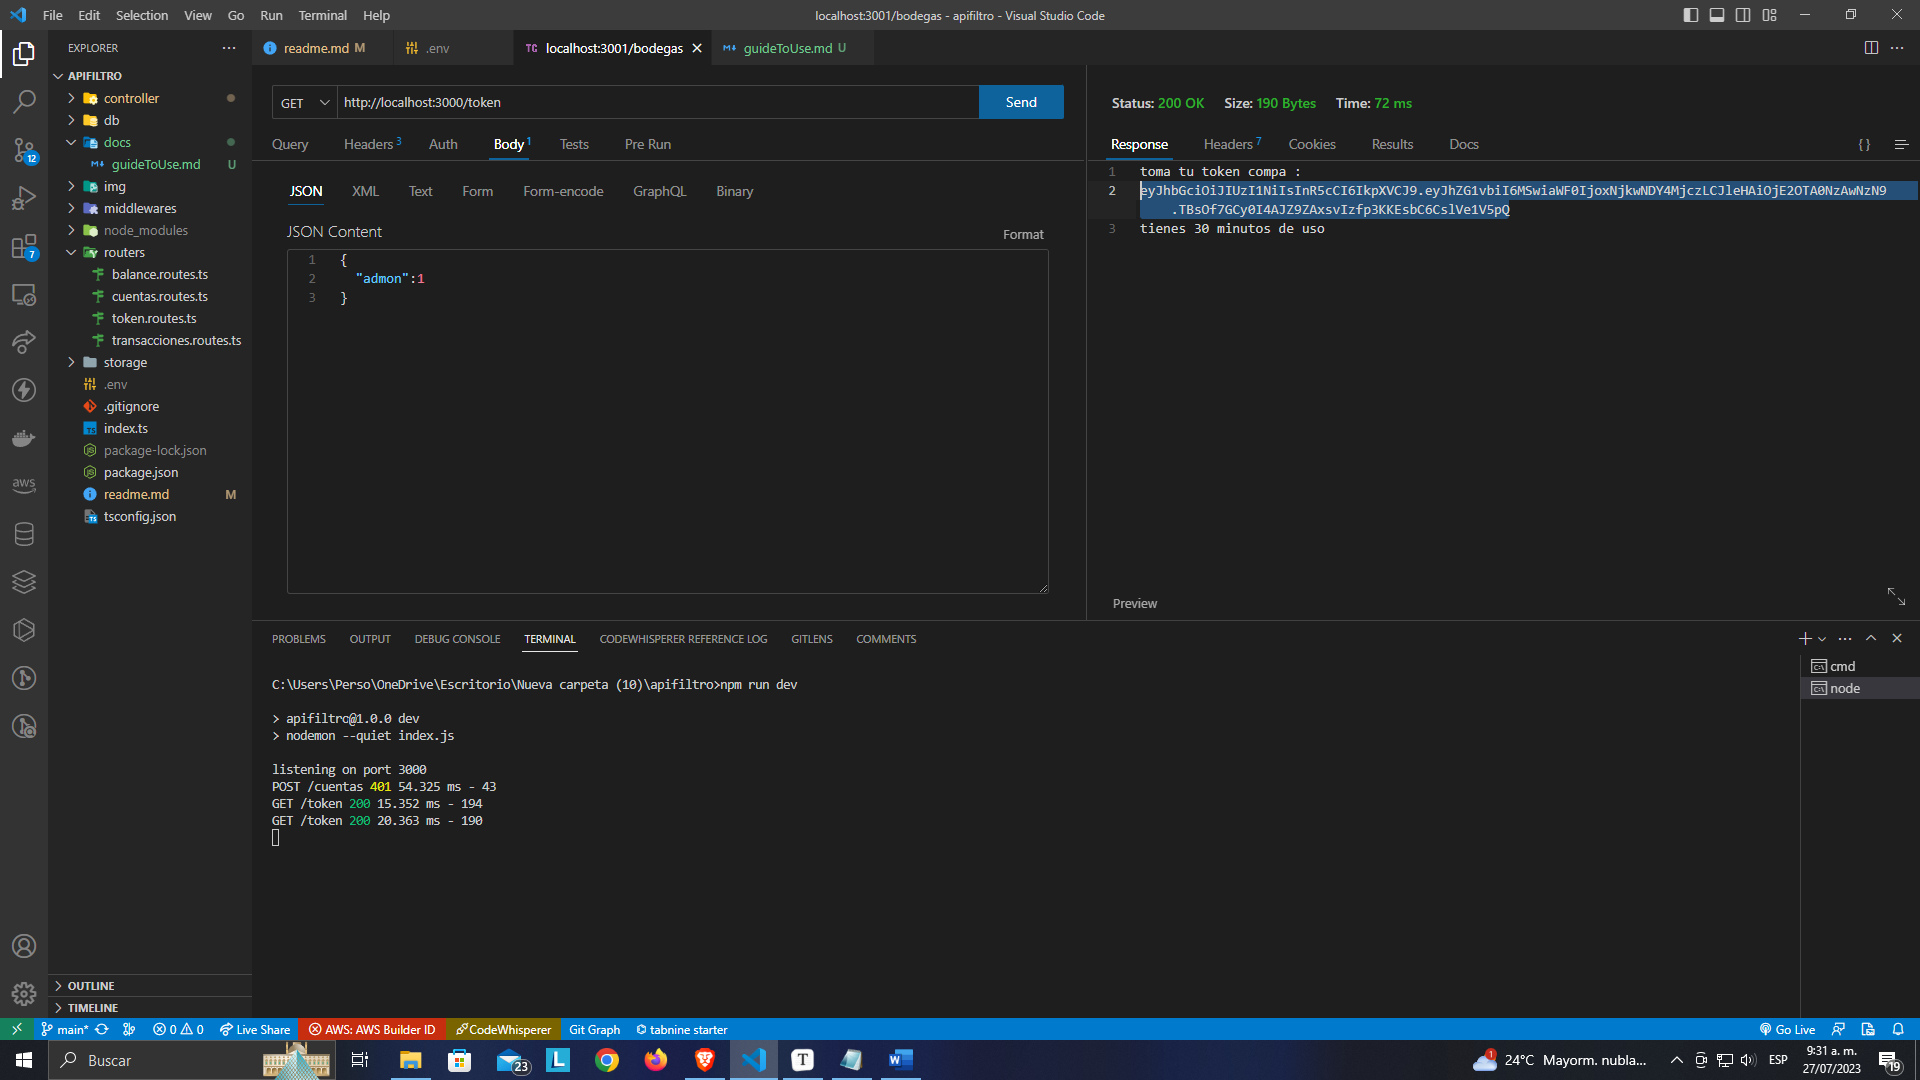 File Edit Selection View Go Run Terminal Help
localhost:3001/bodegas - apifiltro - Visual Studio Code
EXPLORER
readme.md M
.env
TC localhost:3001/bodegas
guideToUse.md U
APIFILTRO
controller
db
docs
guideToUse.md U
img
middlewares
node_modules
routers
balance.routes.ts
cuentas.routes.ts
token.routes.ts
transacciones.routes.ts
storage
.env
.gitignore
index.ts
package-lock.json
package.json
readme.md M
tsconfig.json
OUTLINE
TIMELINE
12
7
aws
GET http://localhost:3000/token Send
Query Headers 3 Auth Body 1 Tests Pre Run
JSON XML Text Form Form-encode GraphQL Binary
JSON Content
Format
1 {
2 "admon":1
3 }
Status: 200 OK Size: 190 Bytes Time: 72 ms
Response Headers 7 Cookies Results Docs
{ }
1 toma tu token compa :
2 eyJhbGciOiJIUzI1NiIsInR5cCI6IkpXVCJ9.eyJhZG1vbiI6MSwiaWF0IjoxNjkwNDY4MjczLCJleHAiOjE2OTA0NzAwNzN9
.TBsOf7GCy0I4AJZ9ZAxsvIzfp3KKEsbC6CslVe1V5pQ
3 tienes 30 minutos de uso
Preview
PROBLEMS OUTPUT DEBUG CONSOLE TERMINAL CODEWHISPERER REFERENCE LOG GITLENS COMMENTS
cmd
node
C:\Users\Perso\OneDrive\Escritorio\Nueva carpeta (10)\apifiltro>npm run dev
> apifiltro@1.0.0 dev
> nodemon --quiet index.js
listening on port 3000
POST /cuentas 401 54.325 ms - 43
GET /token 200 15.352 ms - 194
GET /token 200 20.363 ms - 190
main* 0 0 Live Share AWS: AWS Builder ID CodeWhisperer Git Graph tabnine starter Go Live
Buscar
23
L
T
1
24°C Mayorm. nubla...
ESP
9:31 a. m.
27/07/2023
19